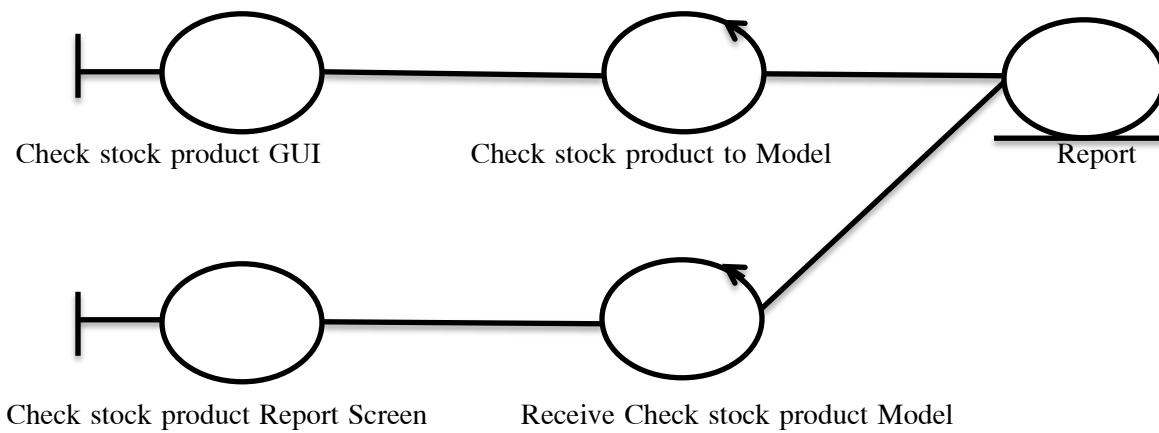 Check stock product GUI
Check stock product to Model
Report
Check stock product Report Screen
Receive Check stock product Model